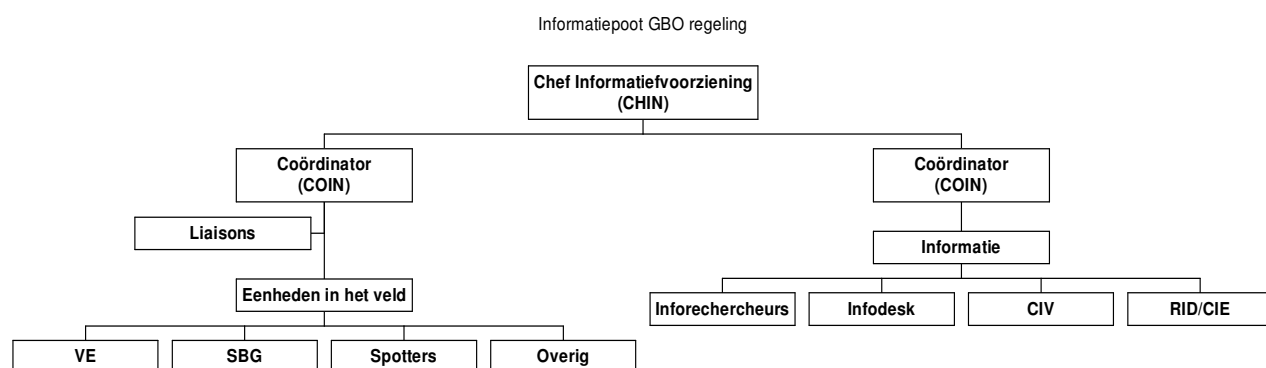 Informatiepoot GBO regeling
Chef Informatiefvoorziening
(CHIN)
Coördinator
(COIN)
Coördinator
(COIN)
Liaisons
Informatie
Eenheden in het veld
Inforechercheurs
Infodesk
CIV
RID/CIE
VE
SBG
Spotters
Overig